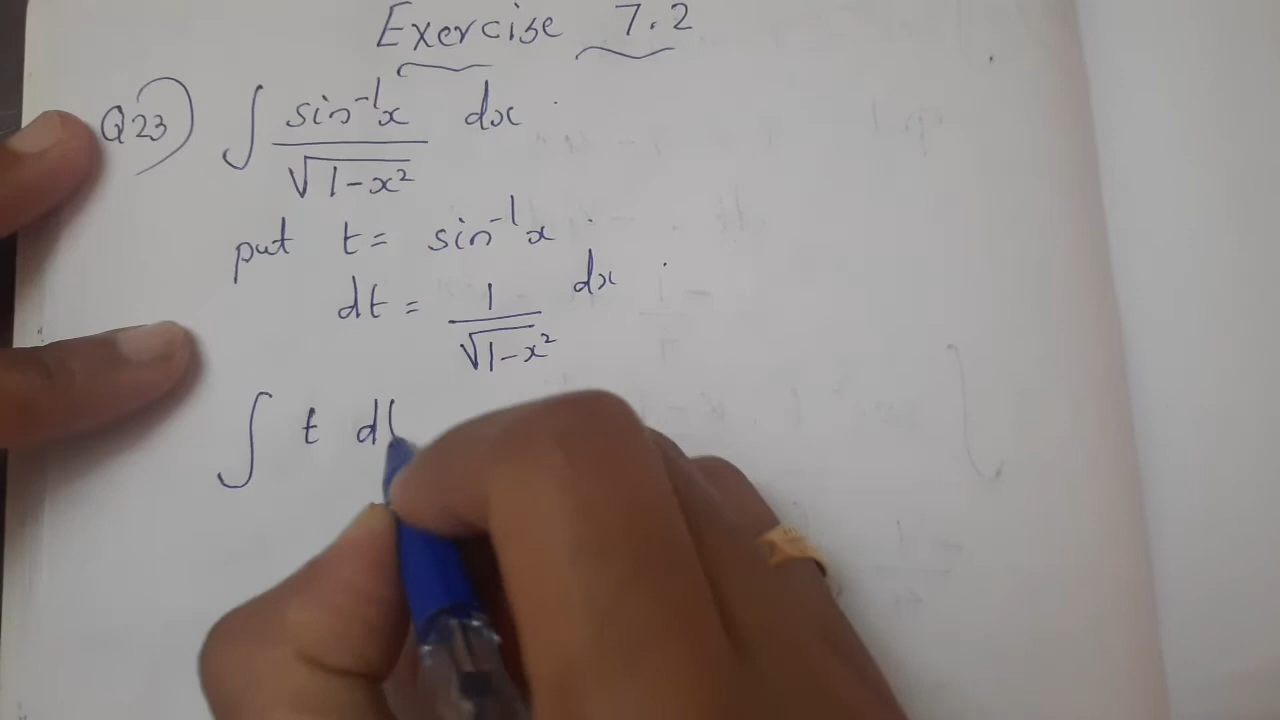 Exercise 7.2
Q23) ∫ sin⁻¹x / √(1-x²) dx
put t = sin⁻¹x
dt = 1 / √(1-x²) dx
∫ t d